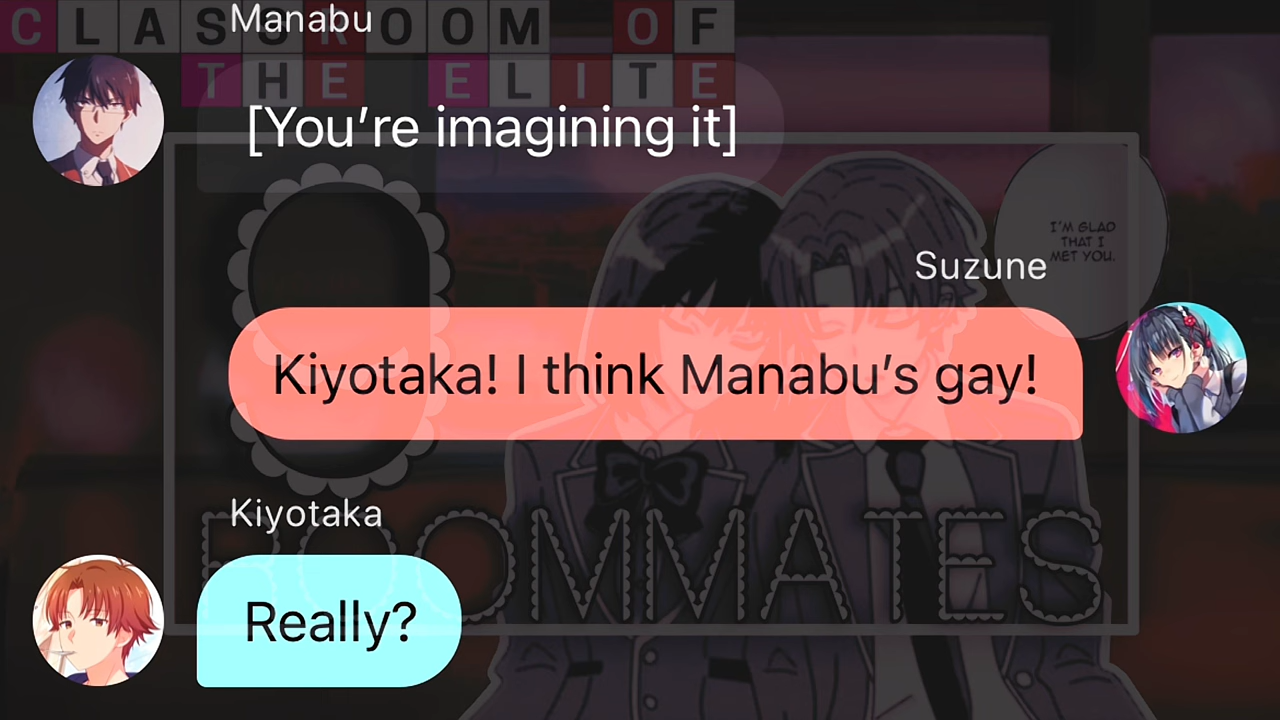 CLASSROOM OF
THE ELITE
Manabu
[You’re imagining it]
I'M GLAD
THAT I
MET YOU.
Suzune
Kiyotaka! I think Manabu’s gay!
Kiyotaka
Really?
ROOMMATES